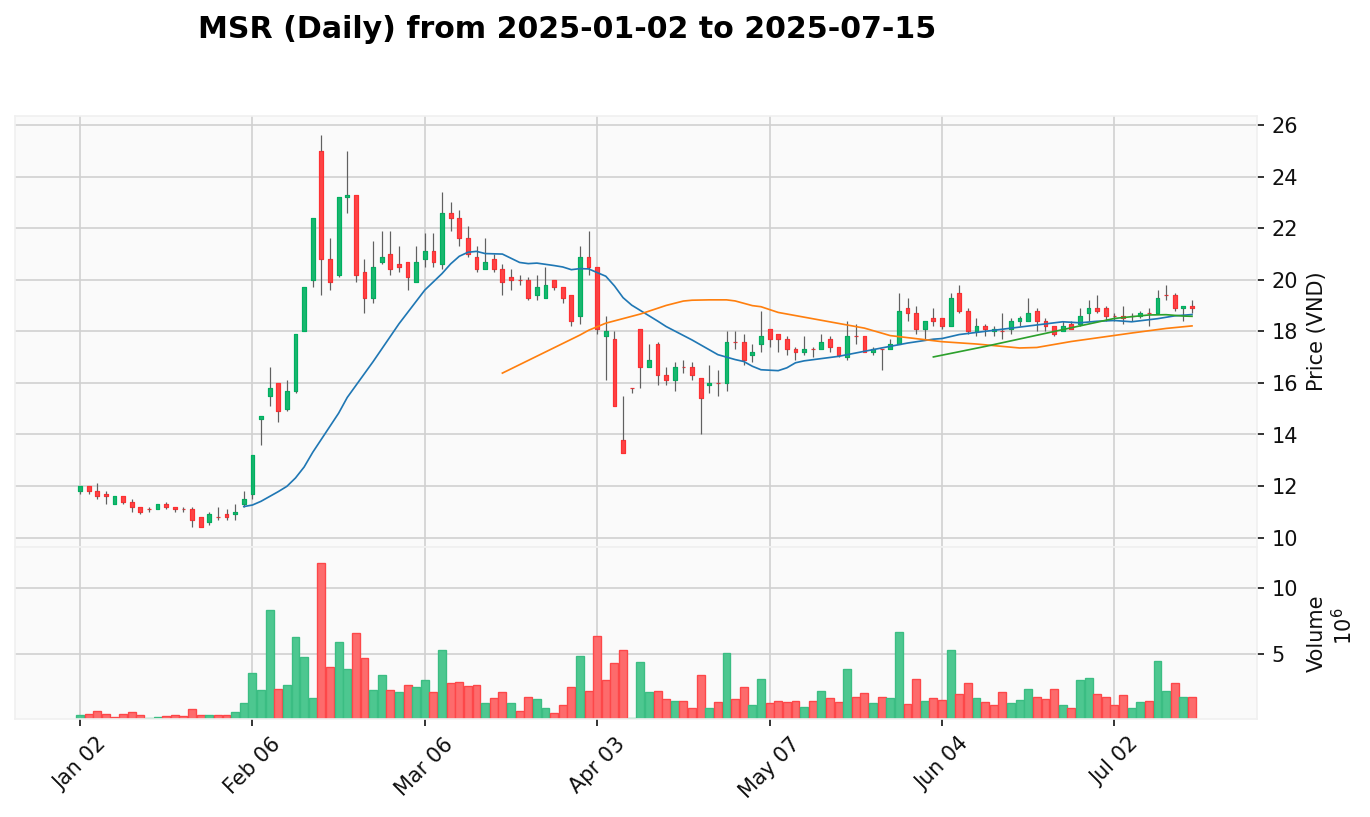 MSR (Daily) from 2025-01-02 to 2025-07-15
26
24
22
20
18
16
14
12
10
Price (VND)
10
5
Volume
10^6
Jan 02
Feb 06
Mar 06
Apr 03
May 07
Jun 04
Jul 02